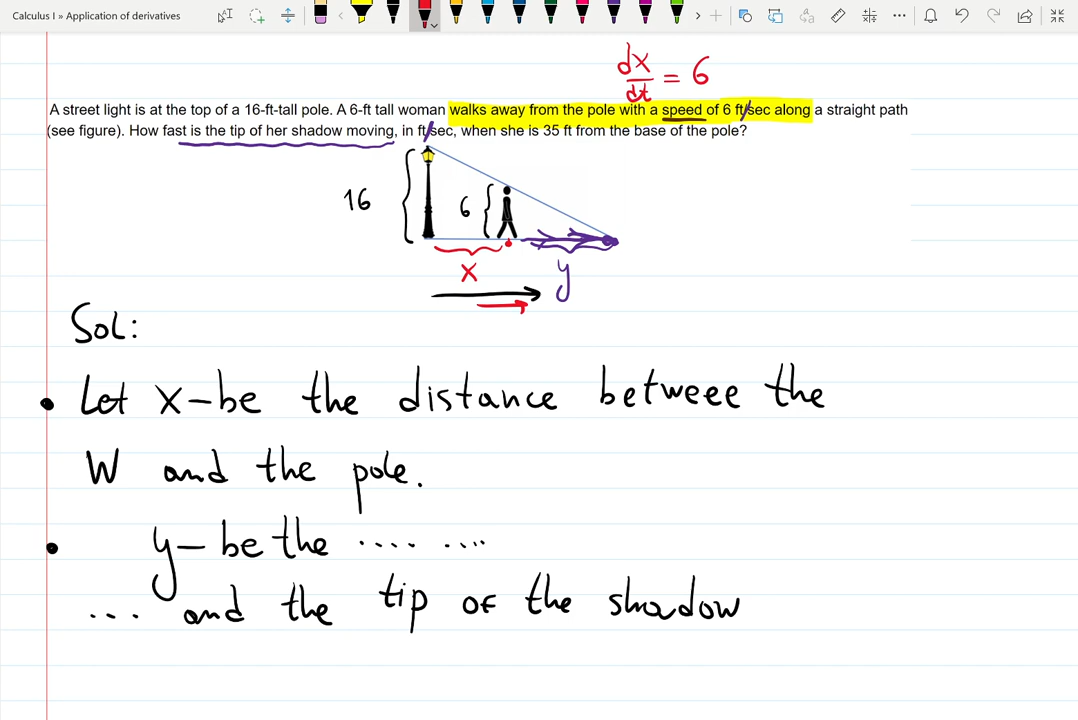 Calculus I » Application of derivatives
dx/dt = 6
A street light is at the top of a 16-ft-tall pole. A 6-ft tall woman walks away from the pole with a speed of 6 ft/sec along a straight path
(see figure). How fast is the tip of her shadow moving, in ft/sec, when she is 35 ft from the base of the pole?
16
6
x
y
Sol:
• Let x-be the distance betweee the
W and the pole.
• y- be the .... ....
... and the tip of the shadow